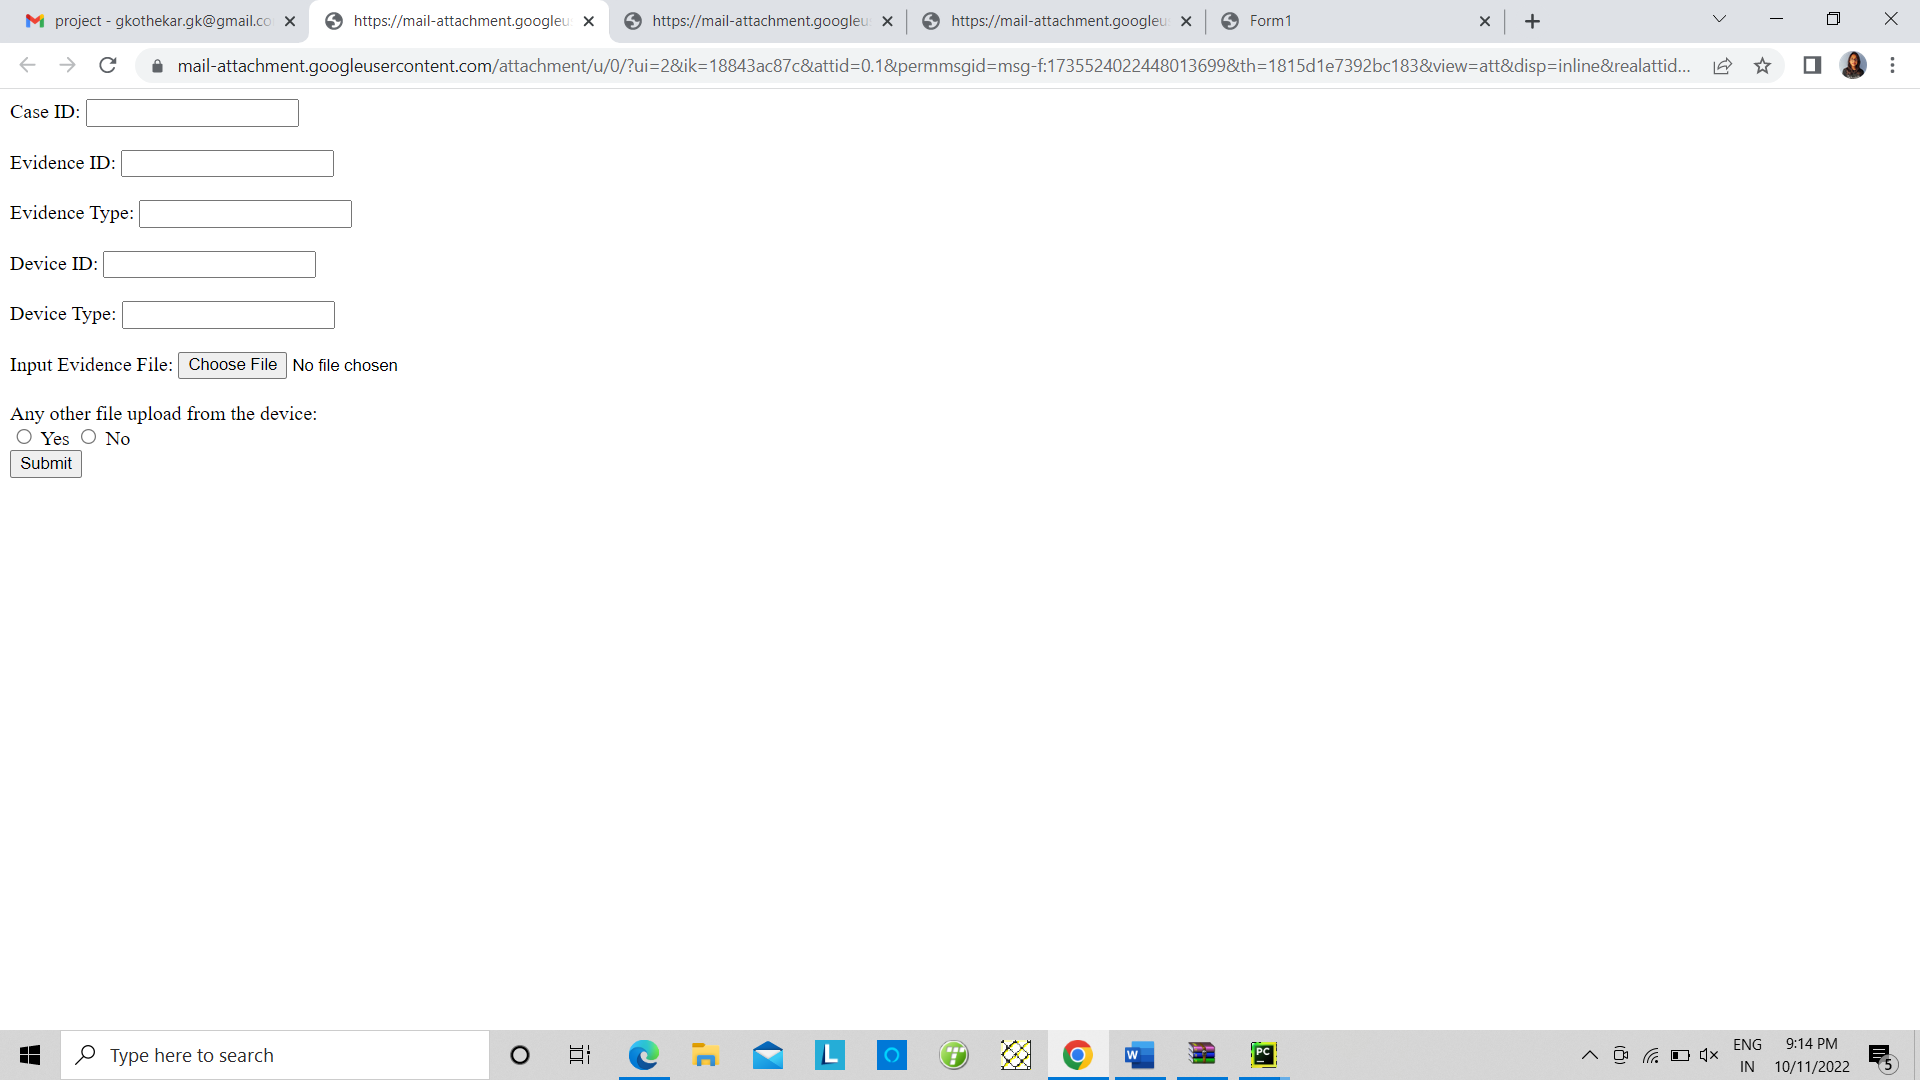 project - gkothekar.gk@gmail.co
https://mail-attachment.googleu
https://mail-attachment.googleu
https://mail-attachment.googleu
Form1
mail-attachment.googleusercontent.com/attachment/u/0/?ui=2&ik=18843ac87c&attid=0.1&permmsgid=msg-f:1735524022448013699&th=1815d1e7392bc183&view=att&disp=inline&realattid...
Case ID:
Evidence ID:
Evidence Type:
Device ID:
Device Type:
Input Evidence File: Choose File No file chosen
Any other file upload from the device:
Yes No
Submit
Type here to search
L
W
PC
ENG
IN
9:14 PM
10/11/2022
5